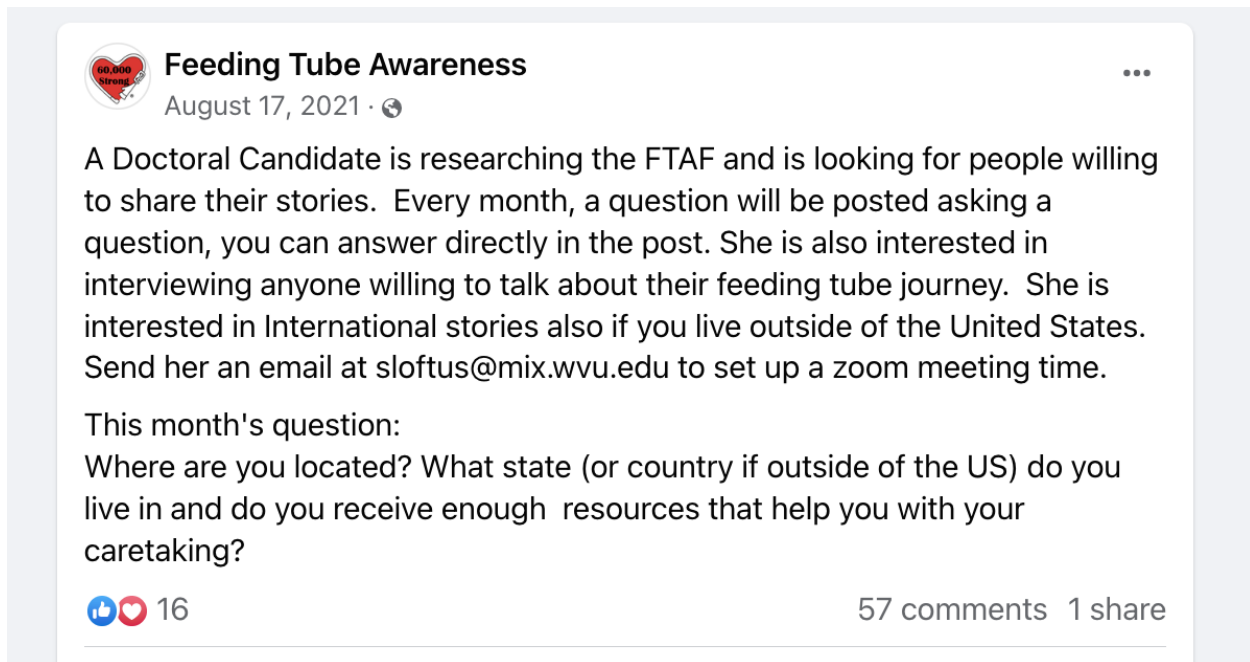 60,000
Strong
Feeding Tube Awareness
August 17, 2021 ·
A Doctoral Candidate is researching the FTAF and is looking for people willing
to share their stories.  Every month, a question will be posted asking a
question, you can answer directly in the post. She is also interested in
interviewing anyone willing to talk about their feeding tube journey.  She is
interested in International stories also if you live outside of the United States.
Send her an email at sloftus@mix.wvu.edu to set up a zoom meeting time.
This month's question:
Where are you located? What state (or country if outside of the US) do you
live in and do you receive enough  resources that help you with your
caretaking?
16 57 comments 1 share